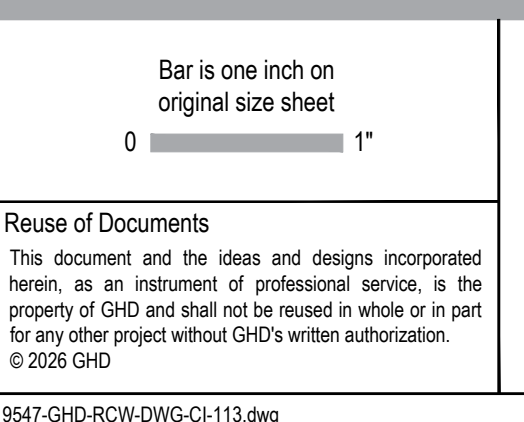 Bar is one inch on
original size sheet
0 1"
Reuse of Documents
This document and the ideas and designs incorporated
herein, as an instrument of professional service, is the
property of GHD and shall not be reused in whole or in part
for any other project without GHD's written authorization.
© 2026 GHD
9547-GHD-RCW-DWG-CI-113.dwg